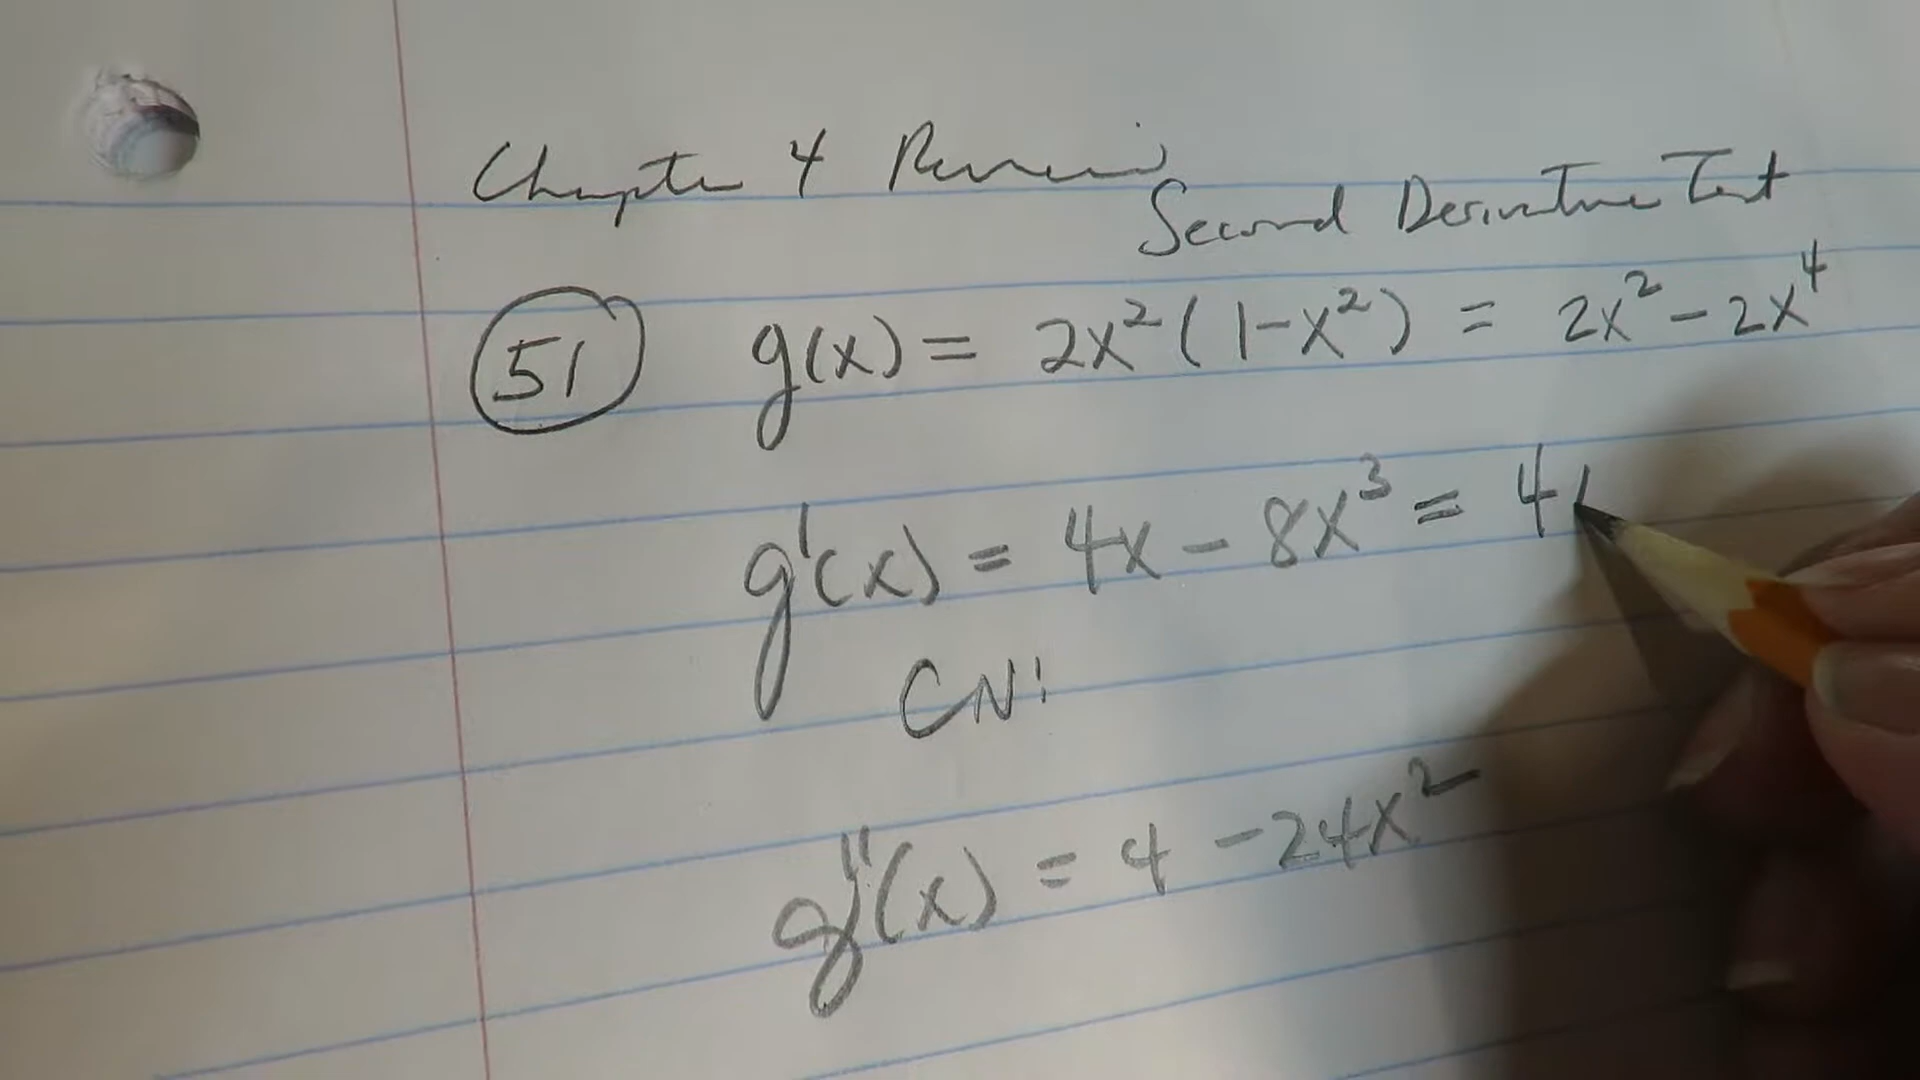 Chapter 4 Review
Second Derivative Test
51 g(x) = 2x²(1-x²) = 2x² - 2x⁴
g'(x) = 4x - 8x³ = 4
CN:
g''(x) = 4 - 24x²